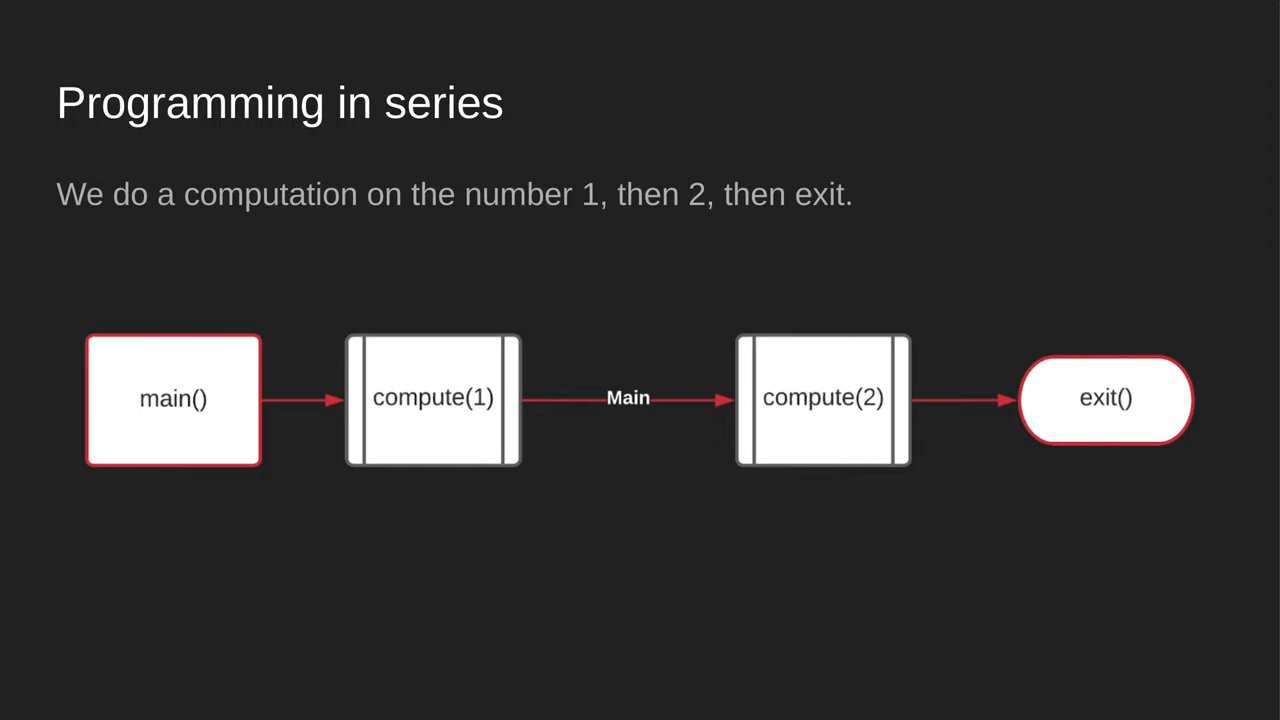 Programming in series
We do a computation on the number 1, then 2, then exit.
main()
compute(1)
Main
compute(2)
exit()